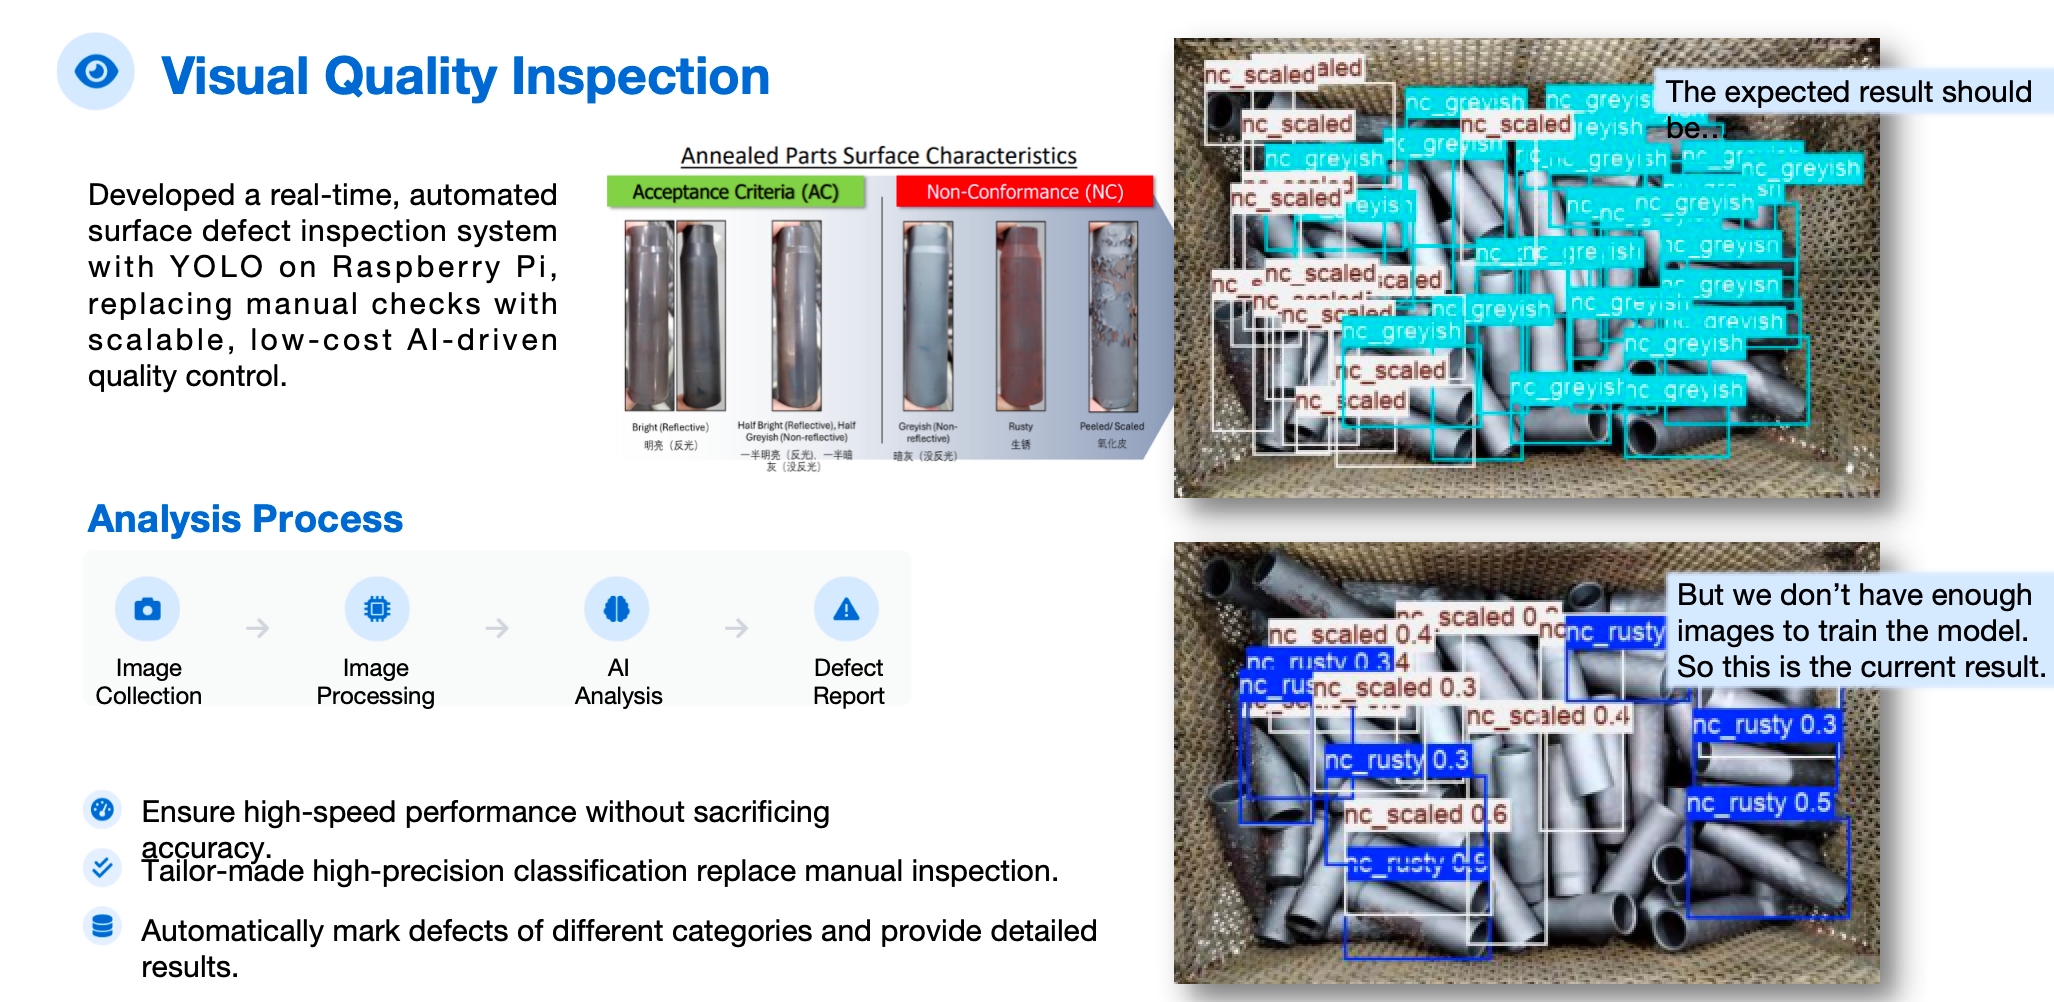 Visual Quality Inspection
Developed a real-time, automated
surface defect inspection system
with YOLO on Raspberry Pi,
replacing manual checks with
scalable, low-cost AI-driven
quality control.
Annealed Parts Surface Characteristics
Acceptance Criteria (AC)
Non-Conformance (NC)
Bright (Reflective)
明亮（反光）
Half Bright (Reflective), Half
Greyish (Non-reflective)
一半明亮（反光)、一半暗
灰（没反光）
Greyish (Non-
reflective)
暗灰（没反光）
Rusty
生锈
Peeled/ Scaled
氧化皮
Analysis Process
Image
Collection
Image
Processing
AI
Analysis
Defect
Report
Ensure high-speed performance without sacrificing
accuracy.
Tailor-made high-precision classification replace manual inspection.
Automatically mark defects of different categories and provide detailed
results.
The expected result should
be...
nc_scaled
nc_greyish
nc_scaled
nc_scaled
nc_greyish
nc_greyish
nc_greyish
nc_scaled
nc_greyish
nc_greyish
nc_greyish
nc_scaled
nc_greyish
nc_greyish
nc_greyish
nc_greyish
nc_scaled
nc_greyish
nc_greyish
nc_scaled
nc_greyish
nc_greyish
But we don’t have enough
images to train the model.
So this is the current result.
nc_scaled 0.4
nc_rusty
nc_rusty 0.3
nc_scaled 0.3
nc_scaled 0.4
nc_rusty 0.3
nc_rusty 0.3
nc_rusty 0.5
nc_scaled 0.6
nc_rusty 0.5